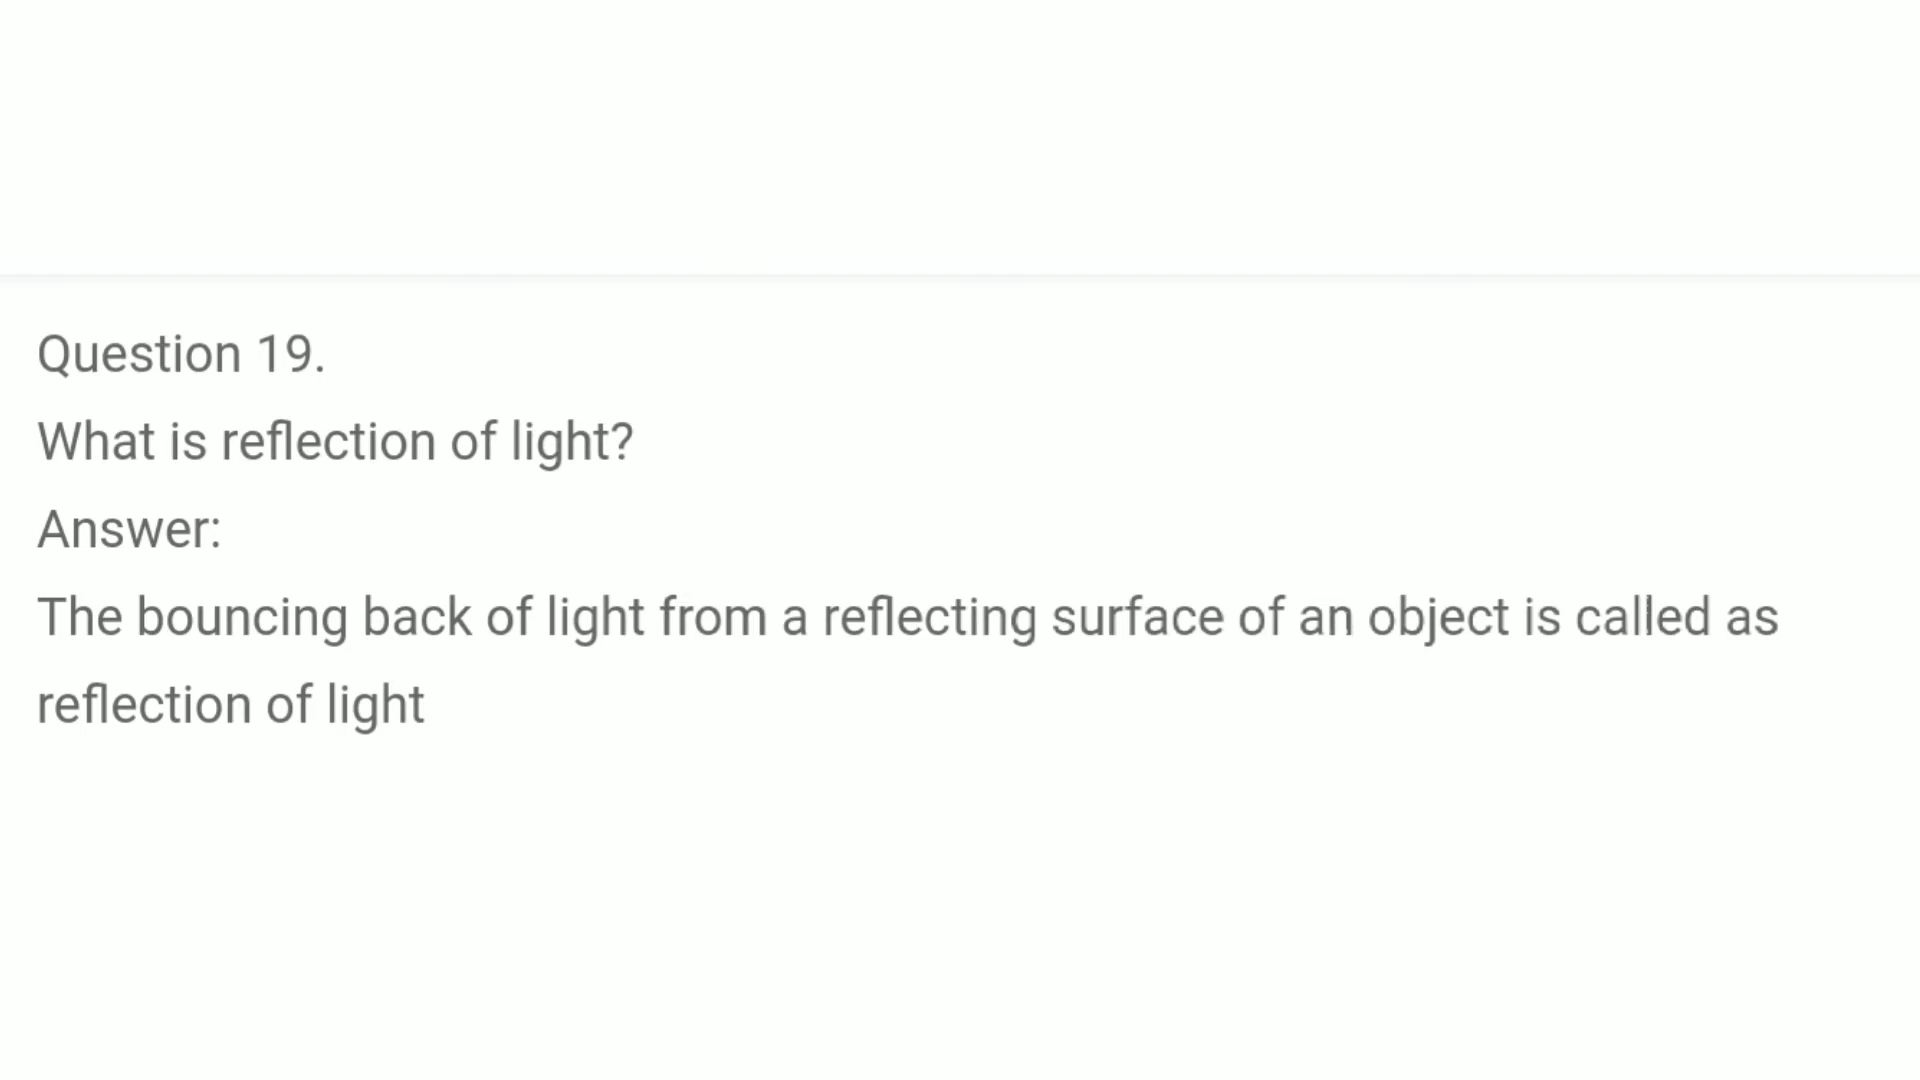 Question 19.
What is reflection of light?
Answer:
The bouncing back of light from a reflecting surface of an object is called as
reflection of light